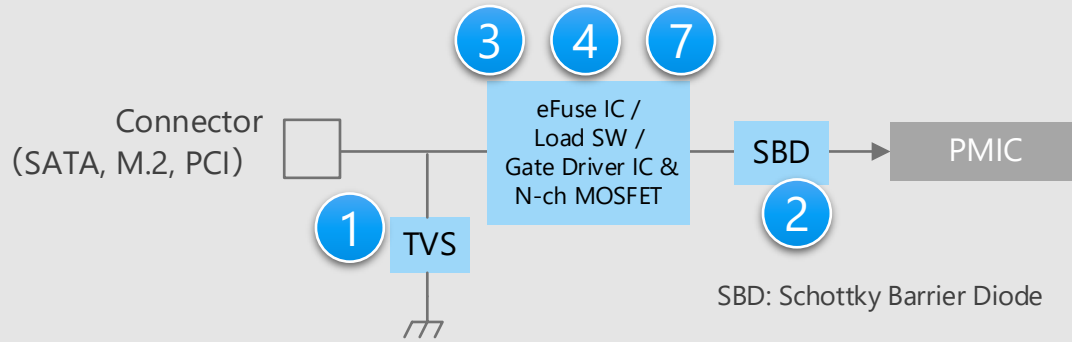 3
4
7
Connector
(SATA, M.2, PCI)
eFuse IC /
Load SW /
Gate Driver IC &
N-ch MOSFET
SBD
PMIC
1
TVS
2
SBD: Schottky Barrier Diode